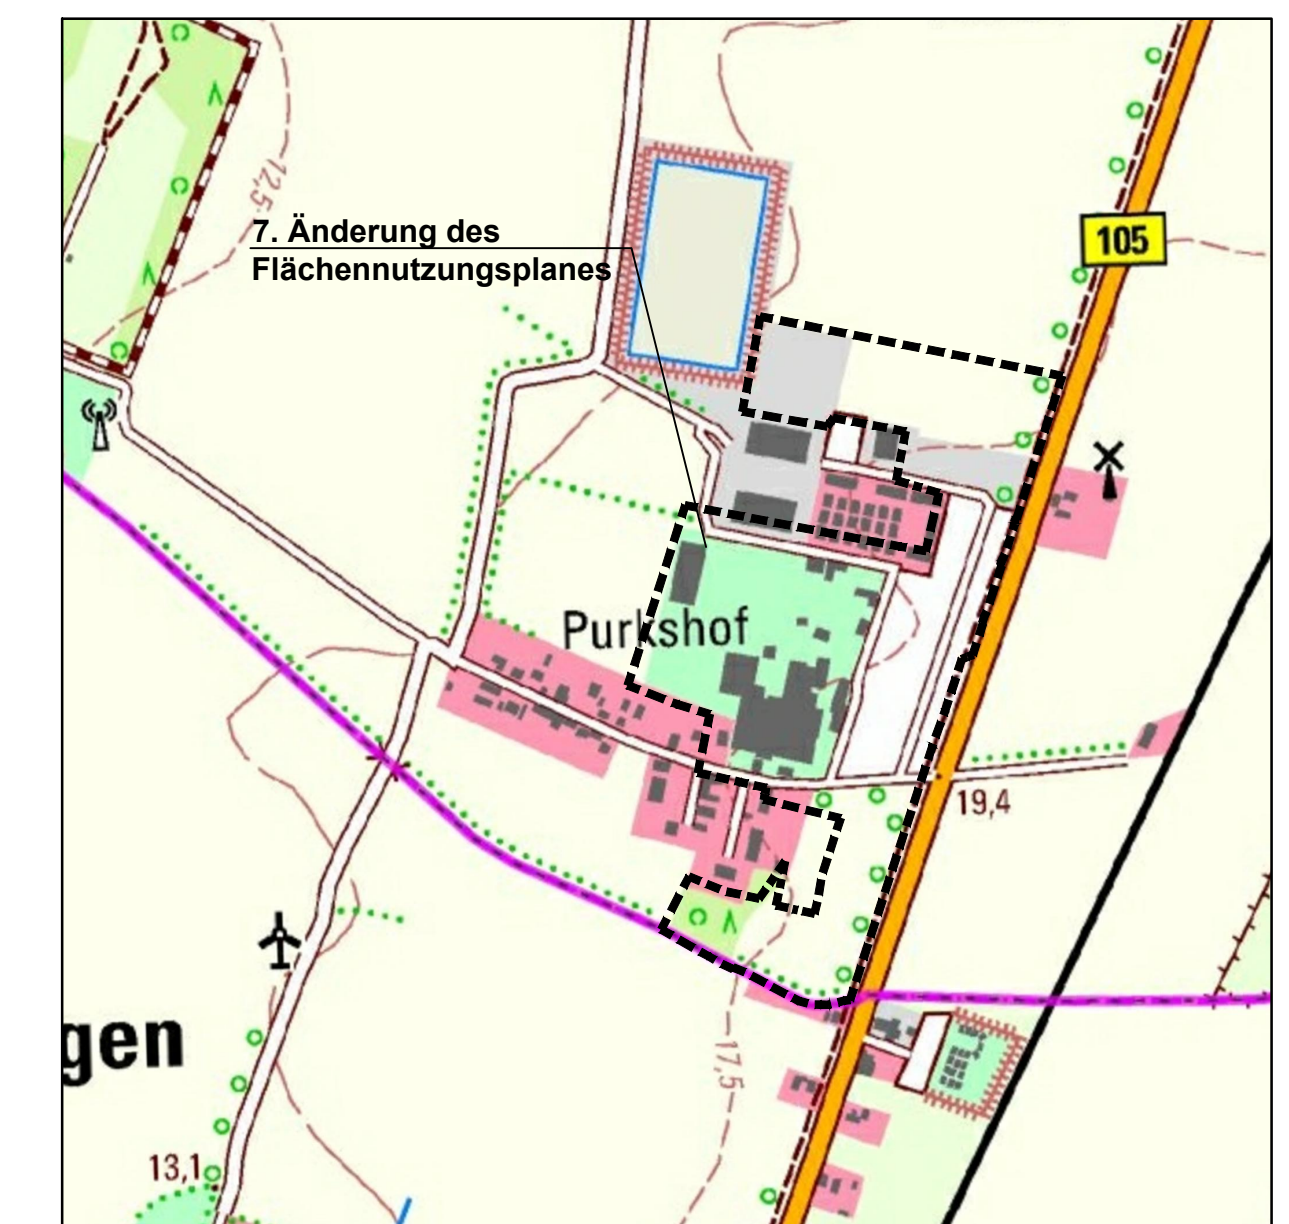 12,5
7. Änderung des
Flächennutzungsplanes
105
Purkshof
19,4
gen
17,5
13,1